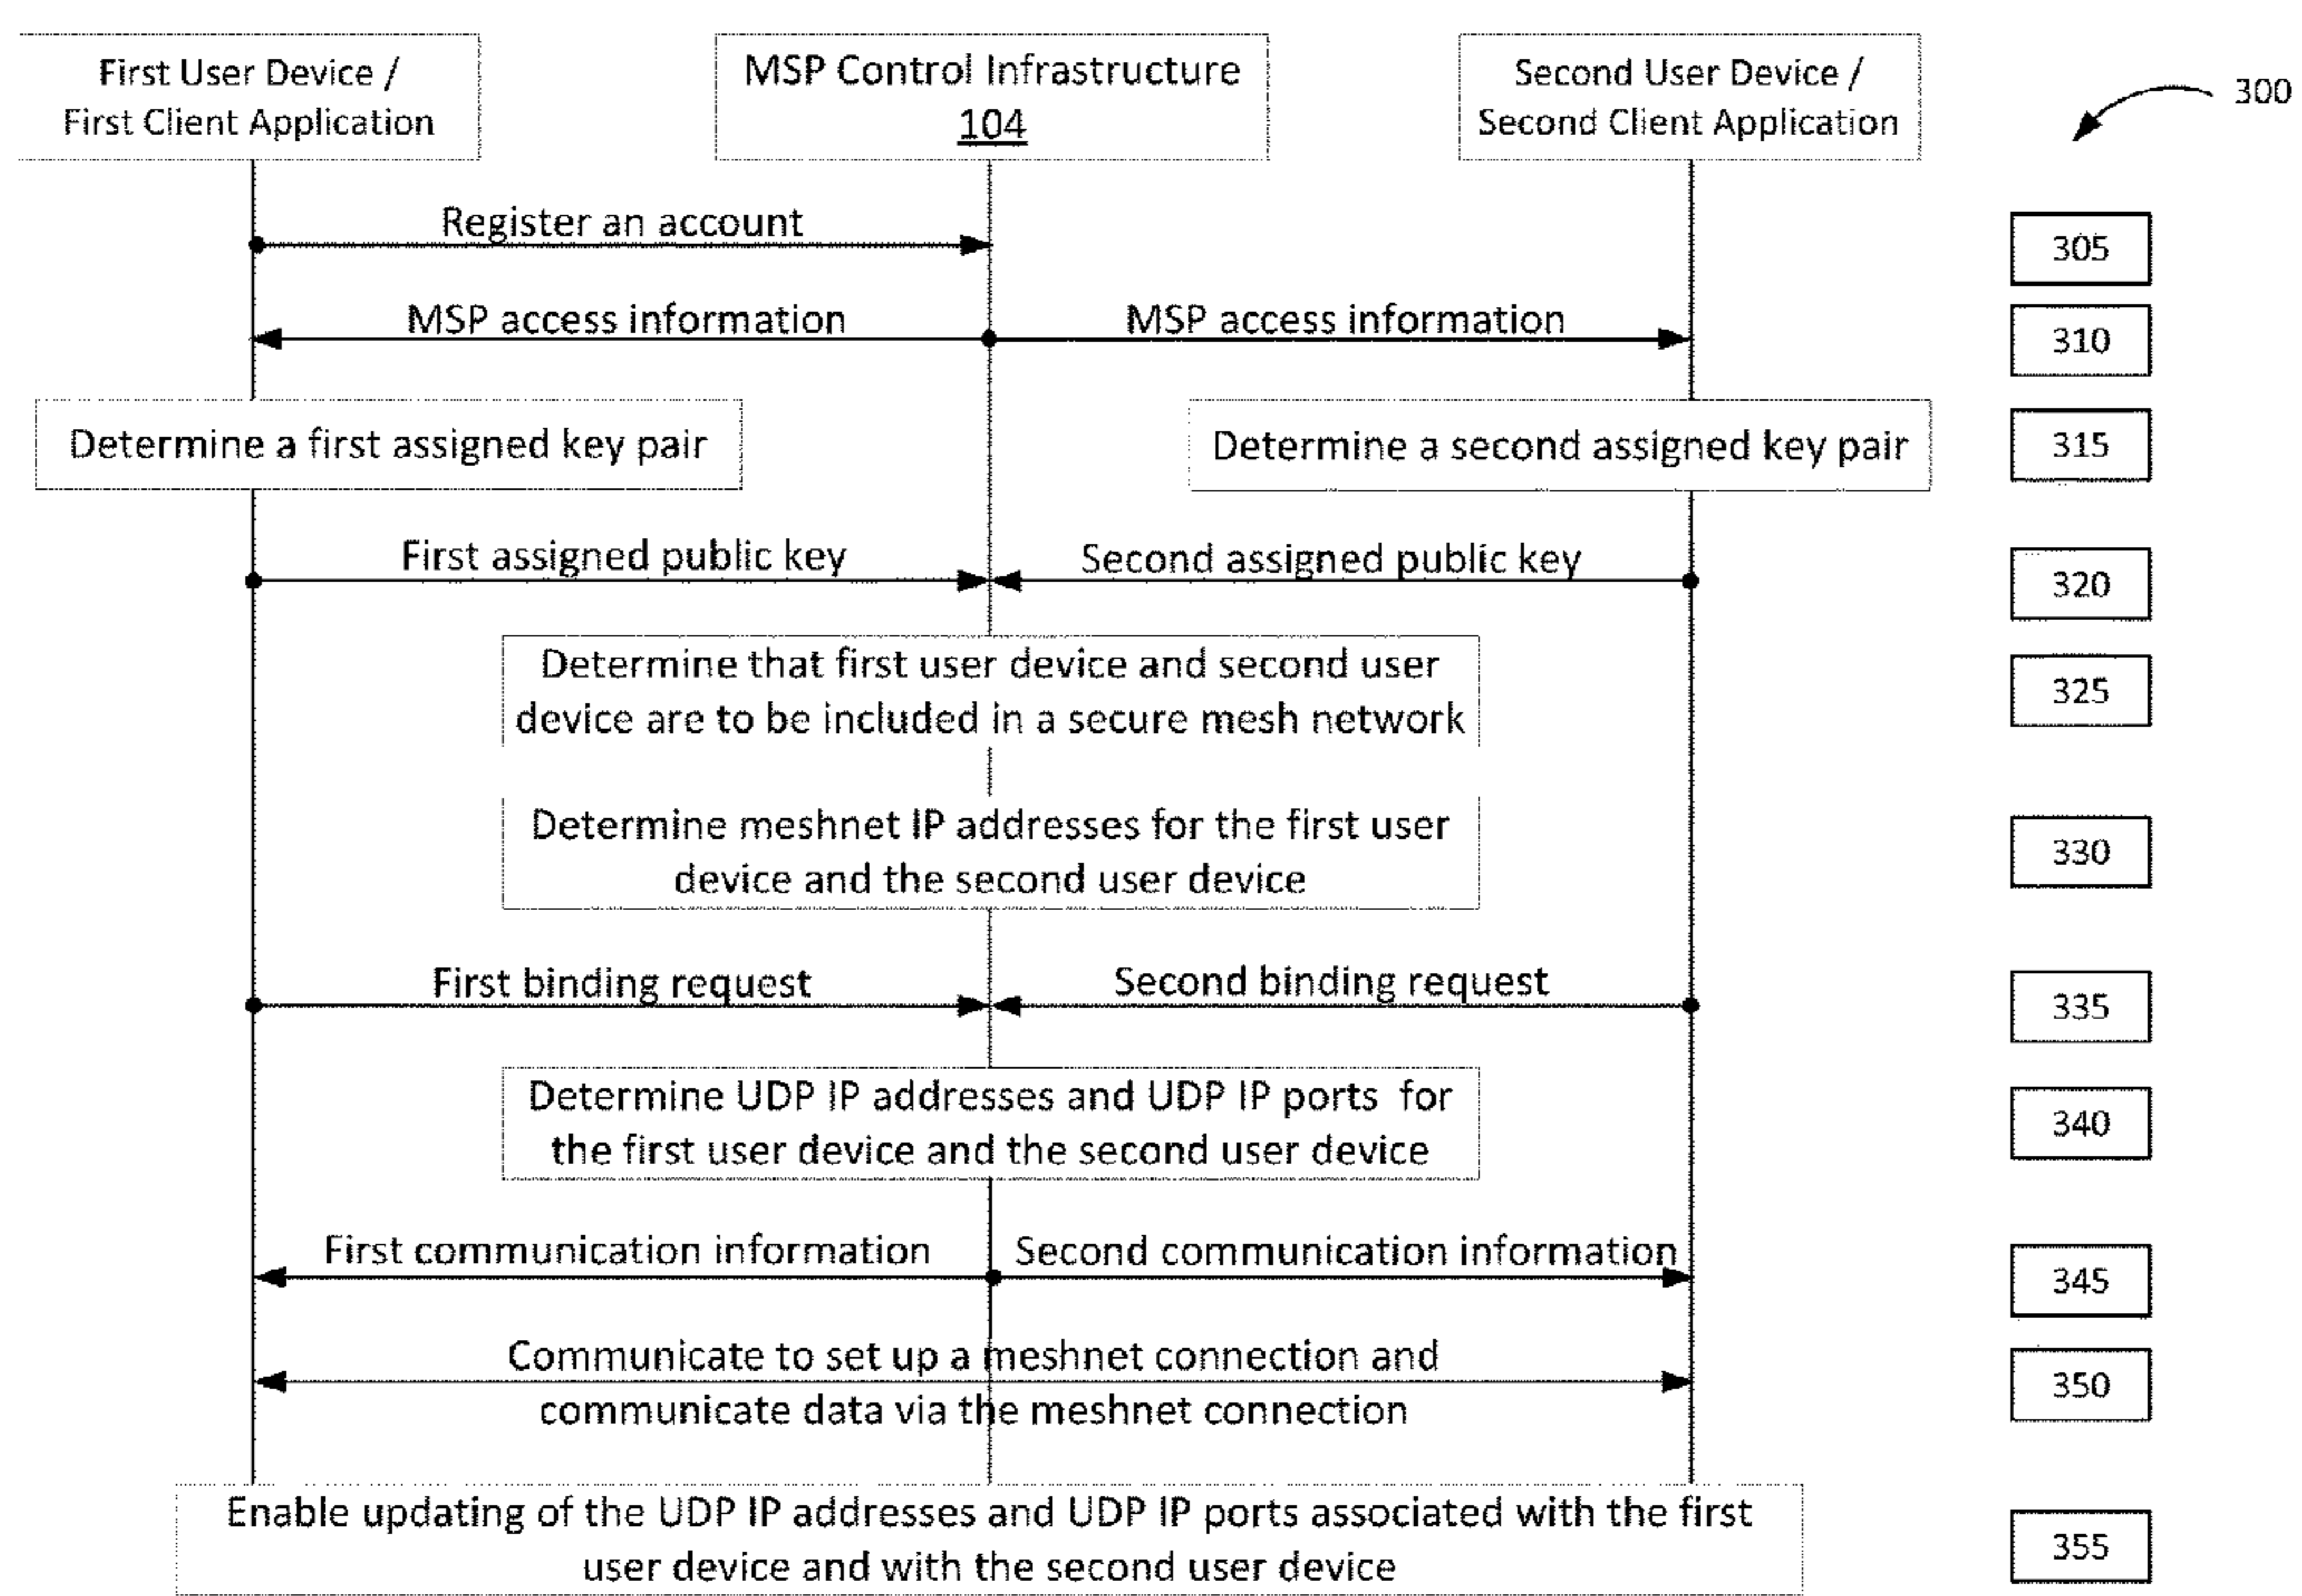 First User Device /
First Client Application
MSP Control Infrastructure
104
Second User Device /
Second Client Application
300
Register an account
305
MSP access information
MSP access information
310
Determine a first assigned key pair
Determine a second assigned key pair
315
First assigned public key
Second assigned public key
320
Determine that first user device and second user
device are to be included in a secure mesh network
325
Determine meshnet IP addresses for the first user
device and the second user device
330
First binding request
Second binding request
335
Determine UDP IP addresses and UDP IP ports for
the first user device and the second user device
340
First communication information
Second communication information
345
Communicate to set up a meshnet connection and
communicate data via the meshnet connection
350
Enable updating of the UDP IP addresses and UDP IP ports associated with the first
user device and with the second user device
355